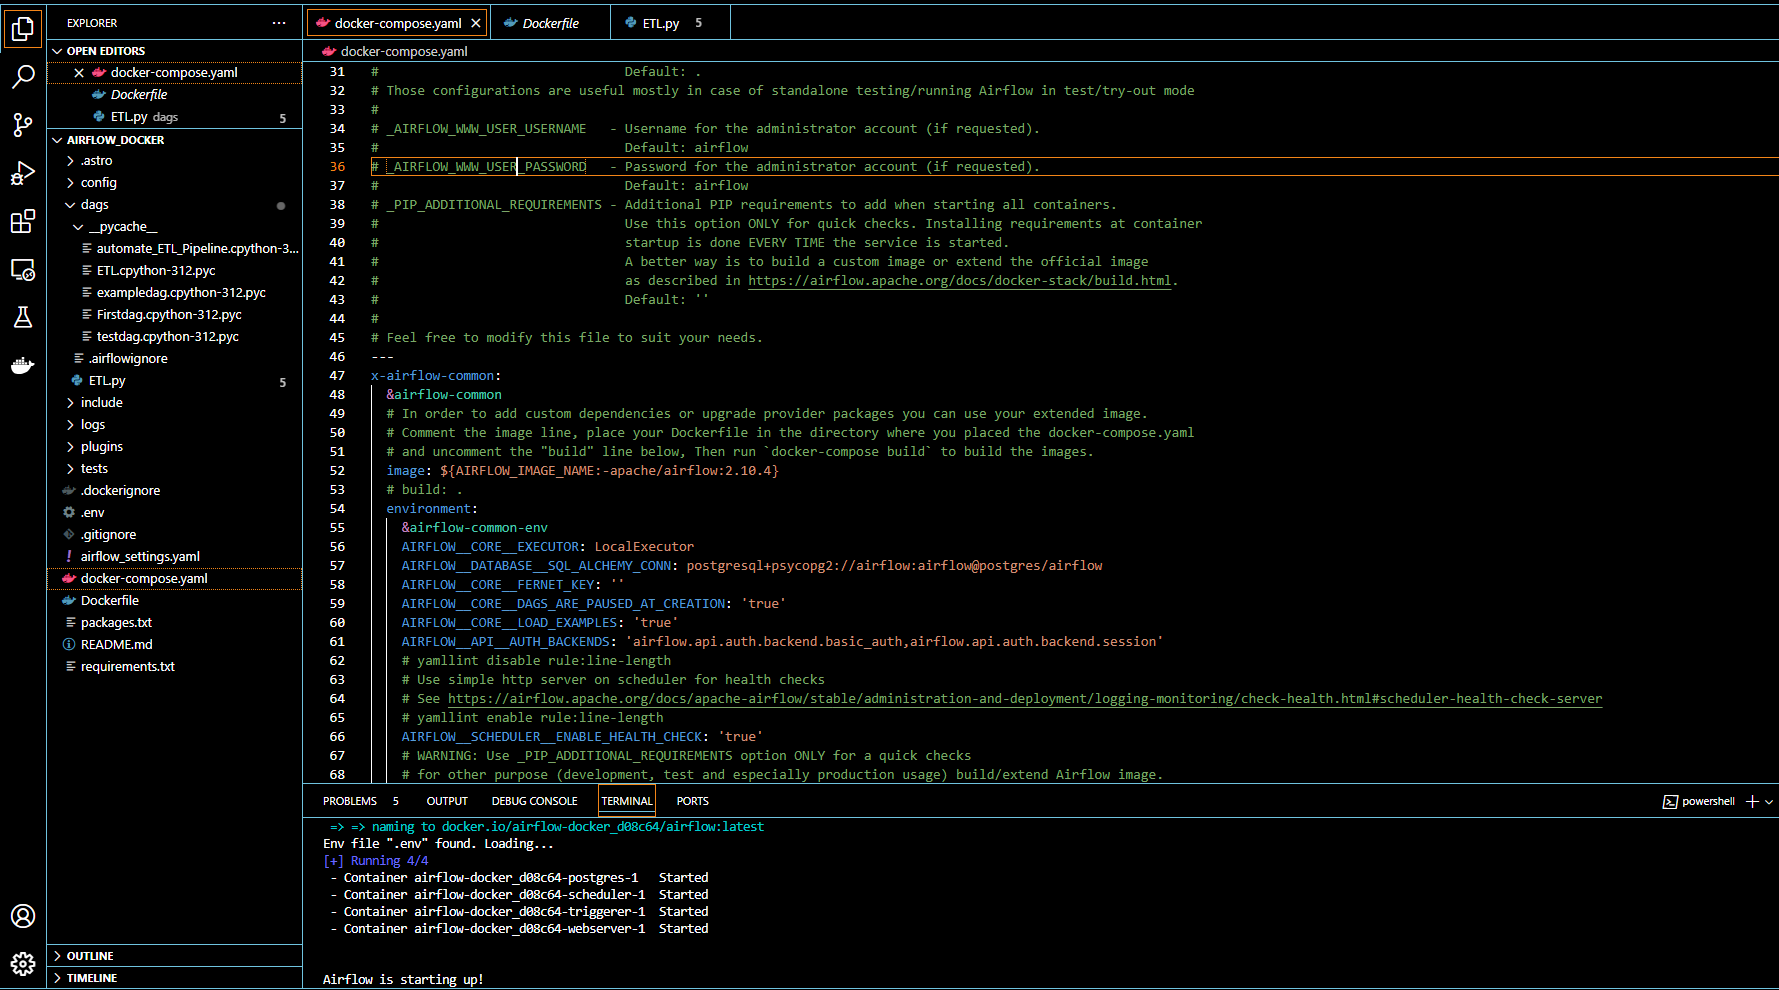 EXPLORER
OPEN EDITORS
docker-compose.yaml
Dockerfile
ETL.py dags 5
AIRFLOW_DOCKER
.astro
config
dags
__pycache__
automate_ETL_Pipeline.cpython-3...
ETL.cpython-312.pyc
exampledag.cpython-312.pyc
Firstdag.cpython-312.pyc
testdag.cpython-312.pyc
.airflowignore
ETL.py 5
include
logs
plugins
tests
.dockerignore
.env
.gitignore
airflow_settings.yaml
docker-compose.yaml
Dockerfile
packages.txt
README.md
requirements.txt
OUTLINE
TIMELINE
docker-compose.yaml Dockerfile ETL.py 5
docker-compose.yaml
31 # Default: .
32 # Those configurations are useful mostly in case of standalone testing/running Airflow in test/try-out mode
33 #
34 # _AIRFLOW_WWW_USER_USERNAME - Username for the administrator account (if requested).
35 # Default: airflow
36 # _AIRFLOW_WWW_USER_PASSWORD - Password for the administrator account (if requested).
37 # Default: airflow
38 # _PIP_ADDITIONAL_REQUIREMENTS - Additional PIP requirements to add when starting all containers.
39 # Use this option ONLY for quick checks. Installing requirements at container
40 # startup is done EVERY TIME the service is started.
41 # A better way is to build a custom image or extend the official image
42 # as described in https://airflow.apache.org/docs/docker-stack/build.html.
43 # Default: ''
44 #
45 # Feel free to modify this file to suit your needs.
46 ---
47 x-airflow-common:
48 &airflow-common
49 # In order to add custom dependencies or upgrade provider packages you can use your extended image.
50 # Comment the image line, place your Dockerfile in the directory where you placed the docker-compose.yaml
51 # and uncomment the "build" line below, Then run `docker-compose build` to build the images.
52 image: ${AIRFLOW_IMAGE_NAME:-apache/airflow:2.10.4}
53 # build: .
54 environment:
55 &airflow-common-env
56 AIRFLOW__CORE__EXECUTOR: LocalExecutor
57 AIRFLOW__DATABASE__SQL_ALCHEMY_CONN: postgresql+psycopg2://airflow:airflow@postgres/airflow
58 AIRFLOW__CORE__FERNET_KEY: ''
59 AIRFLOW__CORE__DAGS_ARE_PAUSED_AT_CREATION: 'true'
60 AIRFLOW__CORE__LOAD_EXAMPLES: 'true'
61 AIRFLOW__API__AUTH_BACKENDS: 'airflow.api.auth.backend.basic_auth,airflow.api.auth.backend.session'
62 # yamllint disable rule:line-length
63 # Use simple http server on scheduler for health checks
64 # See https://airflow.apache.org/docs/apache-airflow/stable/administration-and-deployment/logging-monitoring/check-health.html#scheduler-health-check-server
65 # yamllint enable rule:line-length
66 AIRFLOW__SCHEDULER__ENABLE_HEALTH_CHECK: 'true'
67 # WARNING: Use _PIP_ADDITIONAL_REQUIREMENTS option ONLY for a quick checks
68 # for other purpose (development, test and especially production usage) build/extend Airflow image.
PROBLEMS 5 OUTPUT DEBUG CONSOLE TERMINAL PORTS powershell
=> => naming to docker.io/airflow-docker_d08c64/airflow:latest
Env file ".env" found. Loading...
[+] Running 4/4
- Container airflow-docker_d08c64-postgres-1 Started
- Container airflow-docker_d08c64-scheduler-1 Started
- Container airflow-docker_d08c64-triggerer-1 Started
- Container airflow-docker_d08c64-webserver-1 Started
Airflow is starting up!